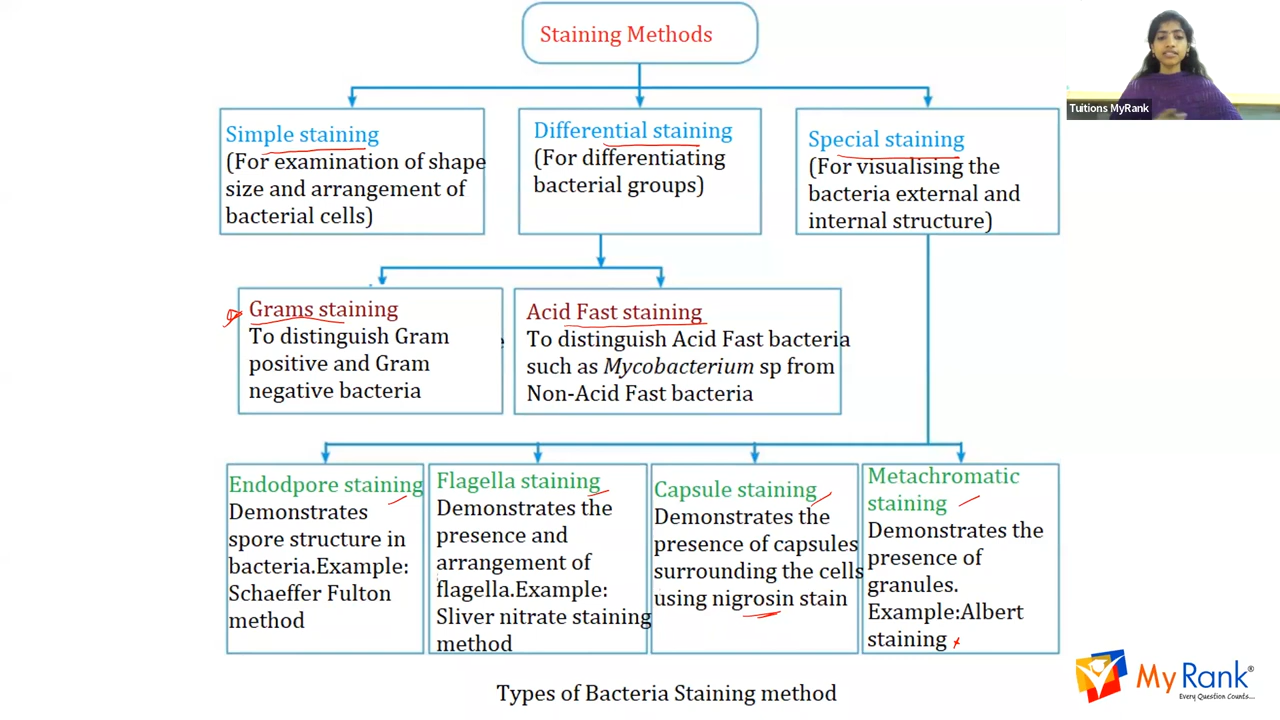 Staining Methods
Tuitions MyRank
Simple staining
(For examination of shape
size and arrangement of
bacterial cells)
Differential staining
(For differentiating
bacterial groups)
Special staining
(For visualising the
bacteria external and
internal structure)
Grams staining
To distinguish Gram
positive and Gram
negative bacteria
Acid Fast staining
To distinguish Acid Fast bacteria
such as Mycobacterium sp from
Non-Acid Fast bacteria
Endodpore staining
Demonstrates
spore structure in
bacteria.Example:
Schaeffer Fulton
method
Flagella staining
Demonstrates the
presence and
arrangement of
flagella.Example:
Sliver nitrate staining
method
Capsule staining
Demonstrates the
presence of capsules
surrounding the cells
using nigrosin stain
Metachromatic
staining
Demonstrates the
presence of
granules.
Example:Albert
staining
MyRank®
Every Question Counts...
Types of Bacteria Staining method